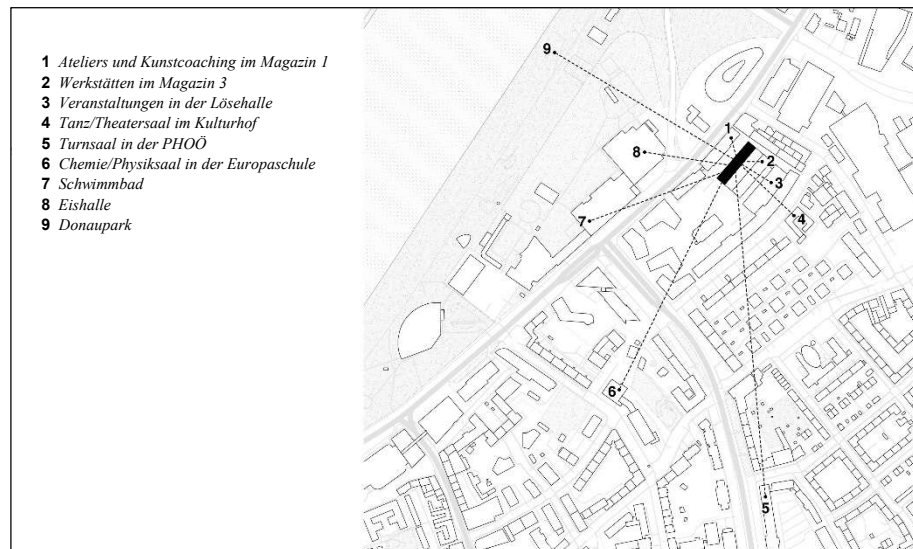 1 Ateliers und Kunstcoaching im Magazin 1
2 Werkstätten im Magazin 3
3 Veranstaltungen in der Lösehalle
4 Tanz/Theatersaal im Kulturhof
5 Turnsaal in der PHOÖ
6 Chemie/Physiksaal in der Europaschule
7 Schwimmbad
8 Eishalle
9 Donaupark
9
1
8
2
3
4
7
6
5